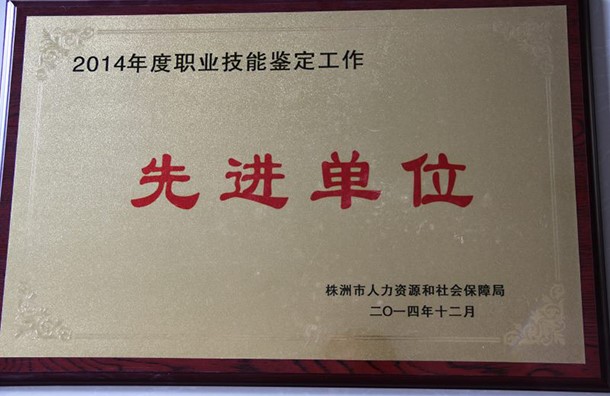 2014年度职业技能鉴定工作
先进单位
株洲市人力资源和社会保障局
二〇一四年十二月